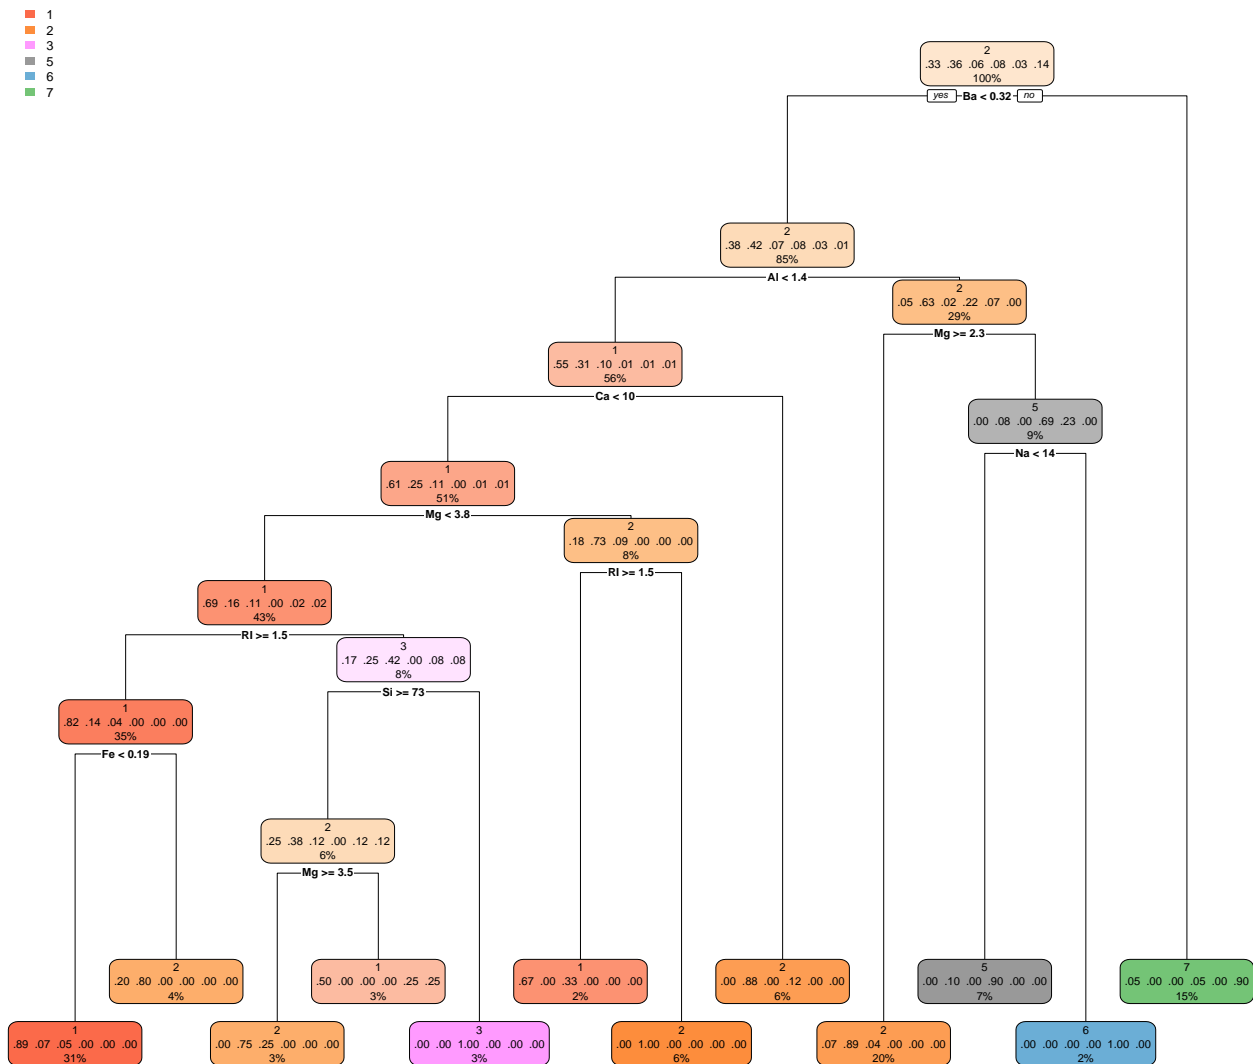 1
2
3
5
6
7
2
.33 .36 .06 .08 .03 .14
100%
yes Ba < 0.32 no
2
.38 .42 .07 .08 .03 .01
85%
Al < 1.4
2
.05 .63 .02 .22 .07 .00
29%
Mg >= 2.3
1
.55 .31 .10 .01 .01 .01
56%
Ca < 10
5
.00 .08 .00 .69 .23 .00
9%
Na < 14
1
.61 .25 .11 .00 .01 .01
51%
Mg < 3.8
2
.18 .73 .09 .00 .00 .00
8%
RI >= 1.5
1
.69 .16 .11 .00 .02 .02
43%
RI >= 1.5
3
.17 .25 .42 .00 .08 .08
8%
Si >= 73
1
.82 .14 .04 .00 .00 .00
35%
Fe < 0.19
2
.25 .38 .12 .00 .12 .12
6%
Mg >= 3.5
2
.20 .80 .00 .00 .00 .00
4%
1
.50 .00 .00 .00 .25 .25
3%
1
.67 .00 .33 .00 .00 .00
2%
2
.00 .88 .00 .12 .00 .00
6%
5
.00 .10 .00 .90 .00 .00
7%
7
.05 .00 .00 .05 .00 .90
15%
1
.89 .07 .05 .00 .00 .00
31%
2
.00 .75 .25 .00 .00 .00
3%
3
.00 .00 1.00 .00 .00 .00
3%
2
.00 1.00 .00 .00 .00 .00
6%
2
.07 .89 .04 .00 .00 .00
20%
6
.00 .00 .00 .00 1.00 .00
2%